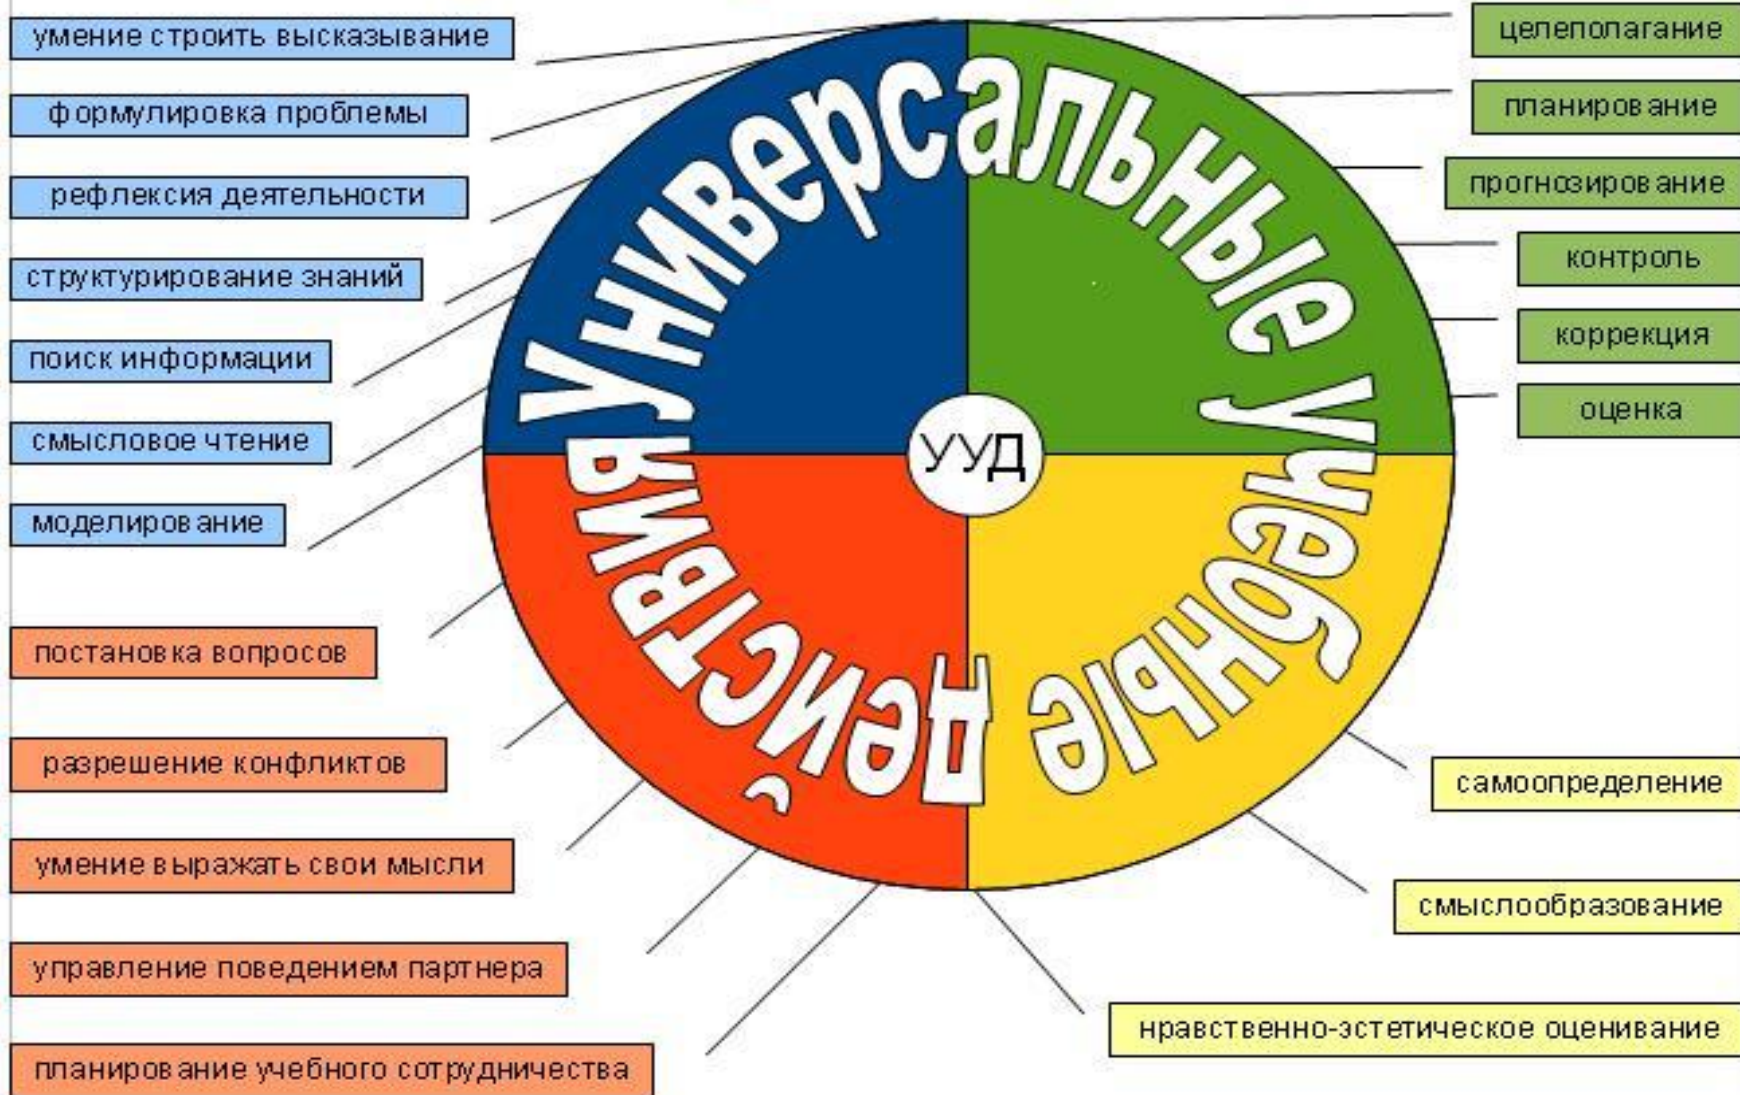 умение строить высказывание
формулировка проблемы
рефлексия деятельности
структурирование знаний
поиск информации
смысловое чтение
моделирование
постановка вопросов
разрешение конфликтов
умение выражать свои мысли
управление поведением партнера
планирование учебного сотрудничества
Универсальные учебные действия
УУД
целеполагание
планирование
прогнозирование
контроль
коррекция
оценка
самоопределение
смыслообразование
нравственно-эстетическое оценивание